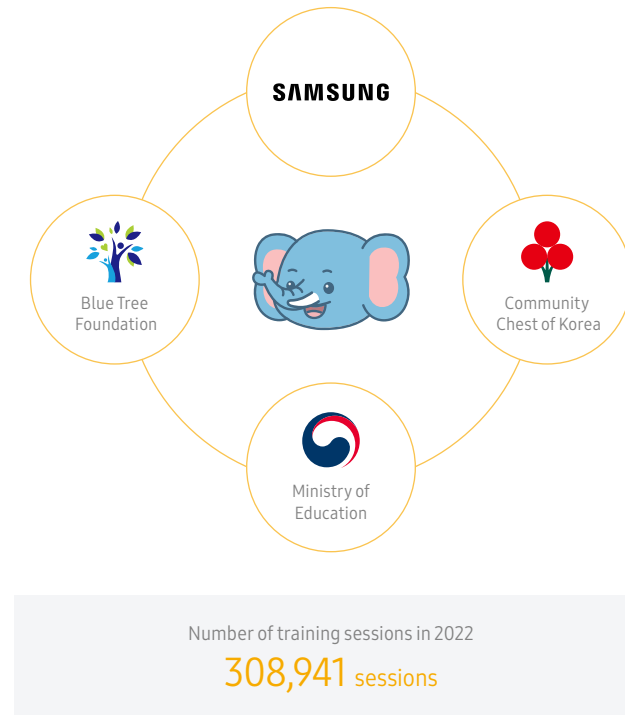 SAMSUNG
Blue Tree
Foundation
Community
Chest of Korea
Ministry of
Education
Number of training sessions in 2022
308,941 sessions